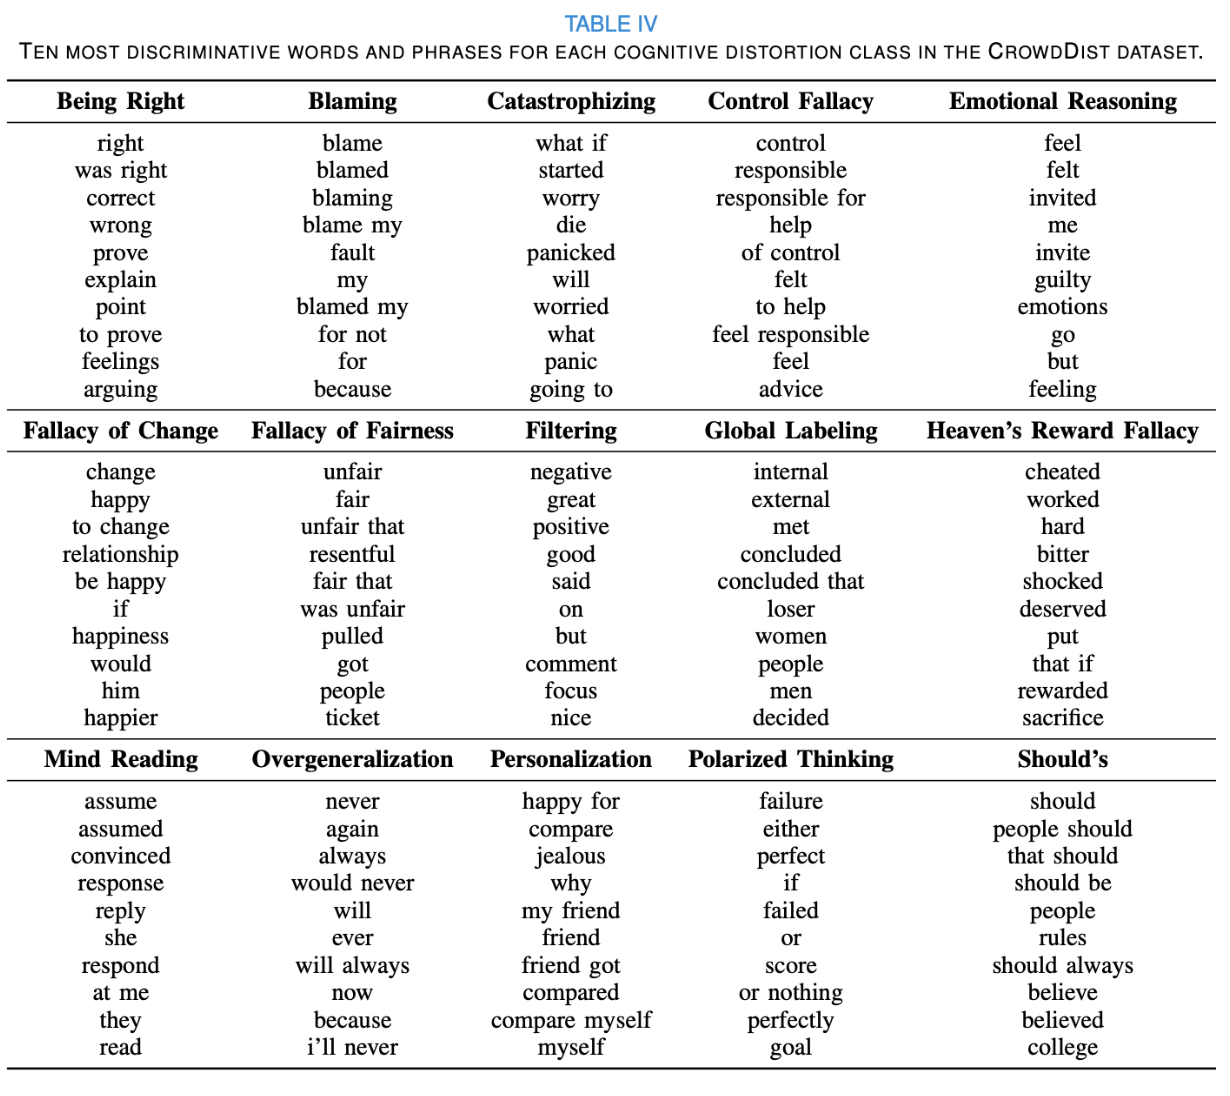 TABLE IV
TEN MOST DISCRIMINATIVE WORDS AND PHRASES FOR EACH COGNITIVE DISTORTION CLASS IN THE CROWDDIST DATASET.
Being Right Blaming Catastrophizing Control Fallacy Emotional Reasoning
right blame what if control feel
was right blamed started responsible felt
correct blaming worry responsible for invited
wrong blame my die help me
prove fault panicked of control invite
explain my will felt guilty
point blamed my worried to help emotions
to prove for not what feel responsible go
feelings for panic feel but
arguing because going to advice feeling
Fallacy of Change Fallacy of Fairness Filtering Global Labeling Heaven's Reward Fallacy
change unfair negative internal cheated
happy fair great external worked
to change unfair that positive met hard
relationship resentful good concluded bitter
be happy fair that said concluded that shocked
if was unfair on loser deserved
happiness pulled but women put
would got comment people that if
him people focus men rewarded
happier ticket nice decided sacrifice
Mind Reading Overgeneralization Personalization Polarized Thinking Should's
assume never happy for failure should
assumed again compare either people should
convinced always jealous perfect that should
response would never why if should be
reply will my friend failed people
she ever friend or rules
respond will always friend got score should always
at me now compared or nothing believe
they because compare myself perfectly believed
read i'll never myself goal college